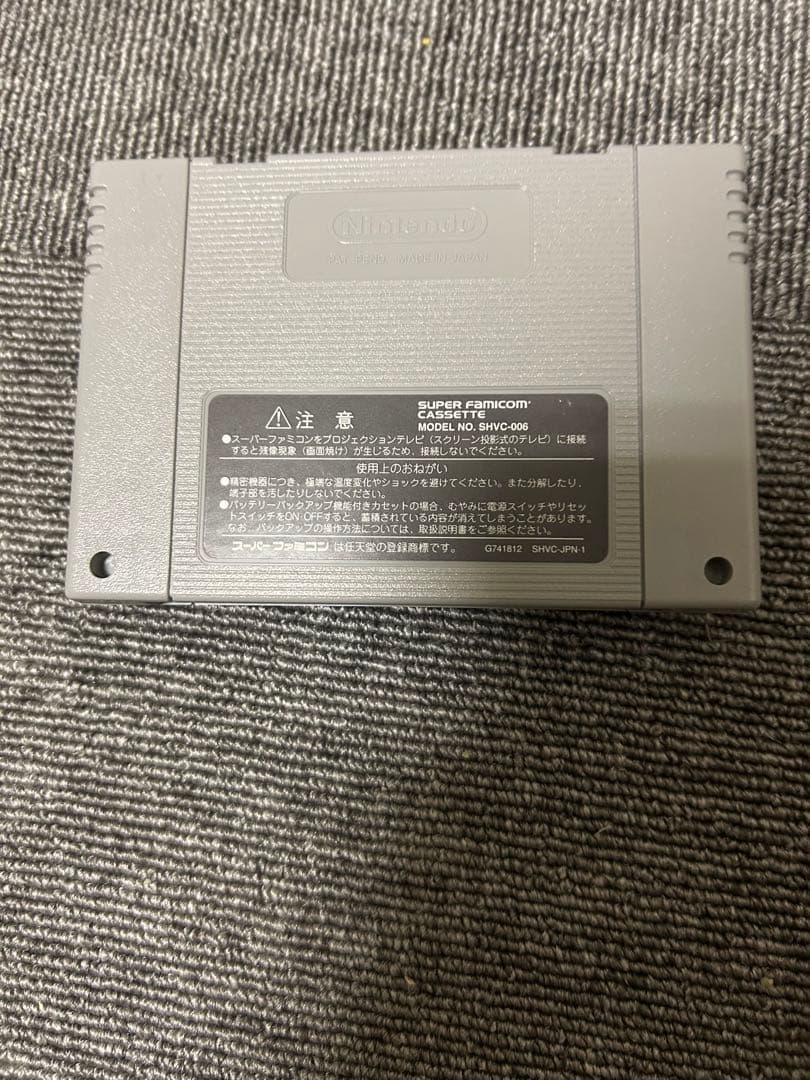 Nintendo
PAT. PEND. MADE IN JAPAN
⚠注意
SUPER FAMICOM
CASSETTE
MODEL NO. SHVC-006
●スーパーファミコンをプロジェクションテレビ（スクリーン投影式のテレビ）に接続
すると残像現象（画面焼け）が生じるため、接続しないでください。
使用上のおねがい
●精密機器につき、極端な温度変化やショックを避けてください。また分解したり、
端子部を汚したりしないでください。
●バッテリーバックアップ機能付きカセットの場合、むやみに電源スイッチやリセッ
トスイッチをON OFFすると、蓄積されている内容が消えてしまうことがあります。
なお、バックアップの操作方法については、取扱説明書をご参照ください。
スーパーファミコン は任天堂の登録商標です。 G741812 SHVC-JPN-1